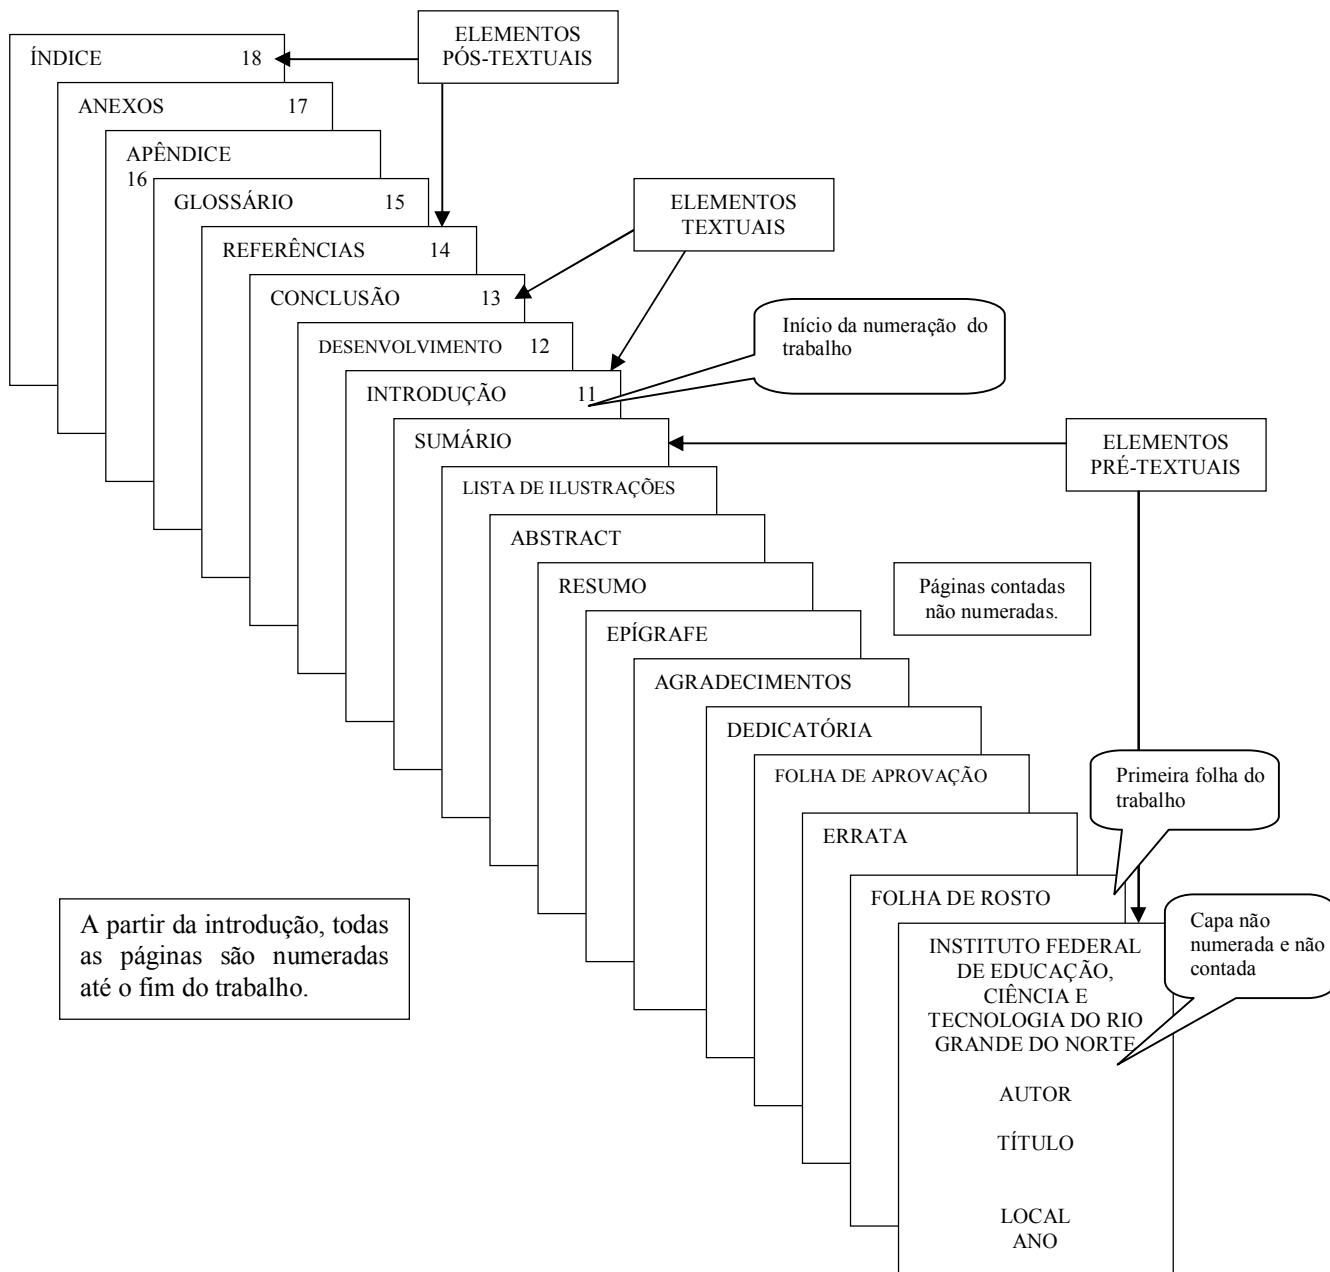 ELEMENTOS
PÓS-TEXTUAIS
ÍNDICE 18
ANEXOS 17
APÊNDICE
16
GLOSSÁRIO 15
REFERÊNCIAS 14
CONCLUSÃO 13
DESENVOLVIMENTO 12
INTRODUÇÃO 11
ELEMENTOS
TEXTUAIS
Início da numeração do
trabalho
SUMÁRIO
ELEMENTOS
PRÉ-TEXTUAIS
LISTA DE ILUSTRAÇÕES
ABSTRACT
RESUMO
EPÍGRAFE
Páginas contadas
não numeradas.
AGRADECIMENTOS
DEDICATÓRIA
FOLHA DE APROVAÇÃO
ERRATA
Primeira folha do
trabalho
FOLHA DE ROSTO
A partir da introdução, todas
as páginas são numeradas
até o fim do trabalho.
Capa não
numerada e não
contada
INSTITUTO FEDERAL
DE EDUCAÇÃO,
CIÊNCIA E
TECNOLOGIA DO RIO
GRANDE DO NORTE
AUTOR
TÍTULO
LOCAL
ANO